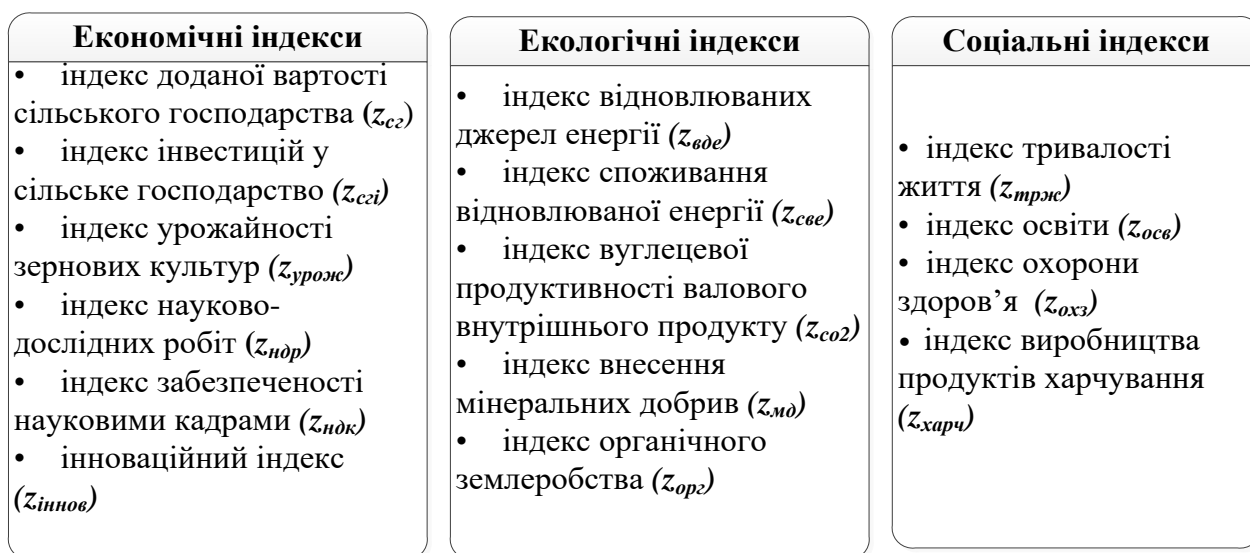 Економічні індекси
• індекс доданої вартості
сільського господарства (zсг)
• індекс інвестицій у
сільське господарство (zсгі)
• індекс урожайності
зернових культур (zурож)
• індекс науково-
дослідних робіт (zндр)
• індекс забезпеченості
науковими кадрами (zндк)
• інноваційний індекс
(zіннов)
Екологічні індекси
• індекс відновлюваних
джерел енергії (zвде)
• індекс споживання
відновлюваної енергії (zсве)
• індекс вуглецевої
продуктивності валового
внутрішнього продукту (zсо2)
• індекс внесення
мінеральних добрив (zмд)
• індекс органічного
землеробства (zорг)
Соціальні індекси
• індекс тривалості
життя (zтрж)
• індекс освіти (zосв)
• індекс охорони
здоров’я (zохз)
• індекс виробництва
продуктів харчування
(zхарч)